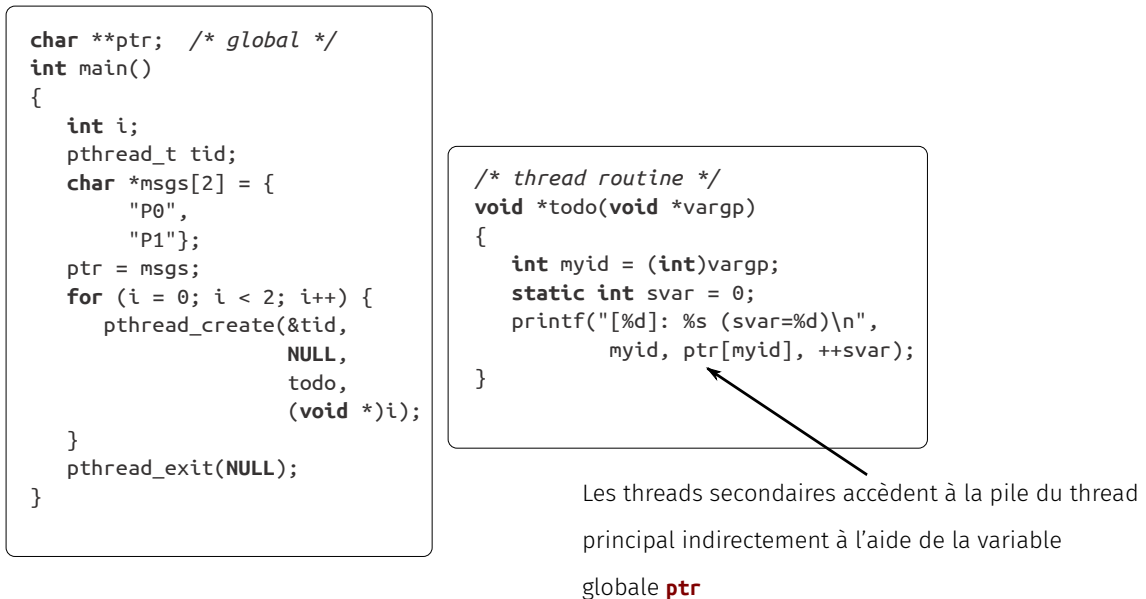 char **ptr;  /* global */
int main()
{
   int i;
   pthread_t tid;
   char *msgs[2] = {
        "P0",
        "P1"};
   ptr = msgs;
   for (i = 0; i < 2; i++) {
      pthread_create(&tid,
                     NULL,
                     todo,
                     (void *)i);
   }
   pthread_exit(NULL);
}
/* thread routine */
void *todo(void *vargp)
{
   int myid = (int)vargp;
   static int svar = 0;
   printf("[%d]: %s (svar=%d)\n",
           myid, ptr[myid], ++svar);
}
Les threads secondaires accèdent à la pile du thread
principal indirectement à l'aide de la variable
globale ptr